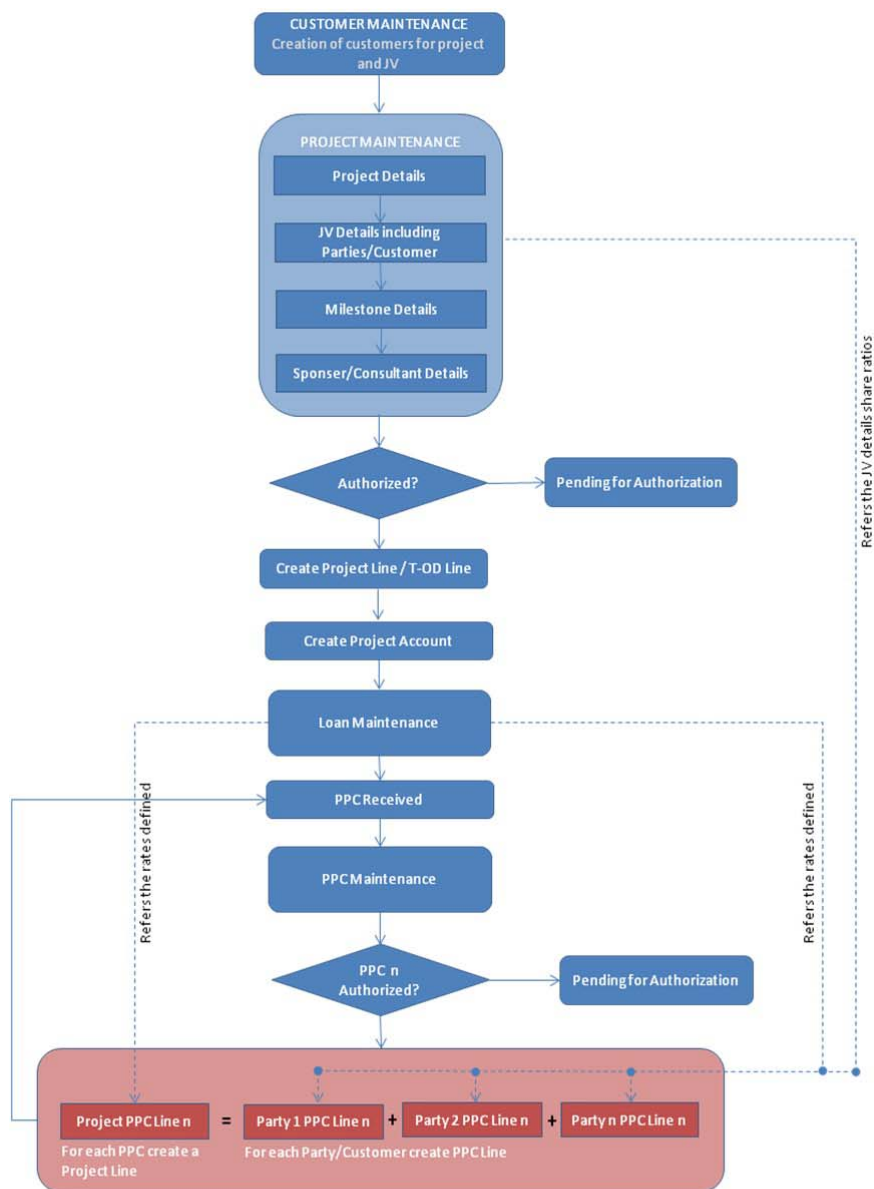 CUSTOMER MAINTENANCE
Creation of customers for project
and JV
PROJECT MAINTENANCE
Project Details
JV Details including
Parties/Customer
Milestone Details
Sponser/Consultant Details
Authorized?
Pending for Authorization
Create Project Line / T-OD Line
Create Project Account
Loan Maintenance
PPC Received
PPC Maintenance
PPC n
Authorized?
Pending for Authorization
Refers the JV details share ratios
Refers the rates defined
Refers the rates defined
Project PPC Line n = Party 1 PPC Line n + Party 2 PPC Line n + Party n PPC Line n
For each PPC create a
Project Line
For each Party/Customer create PPC Line